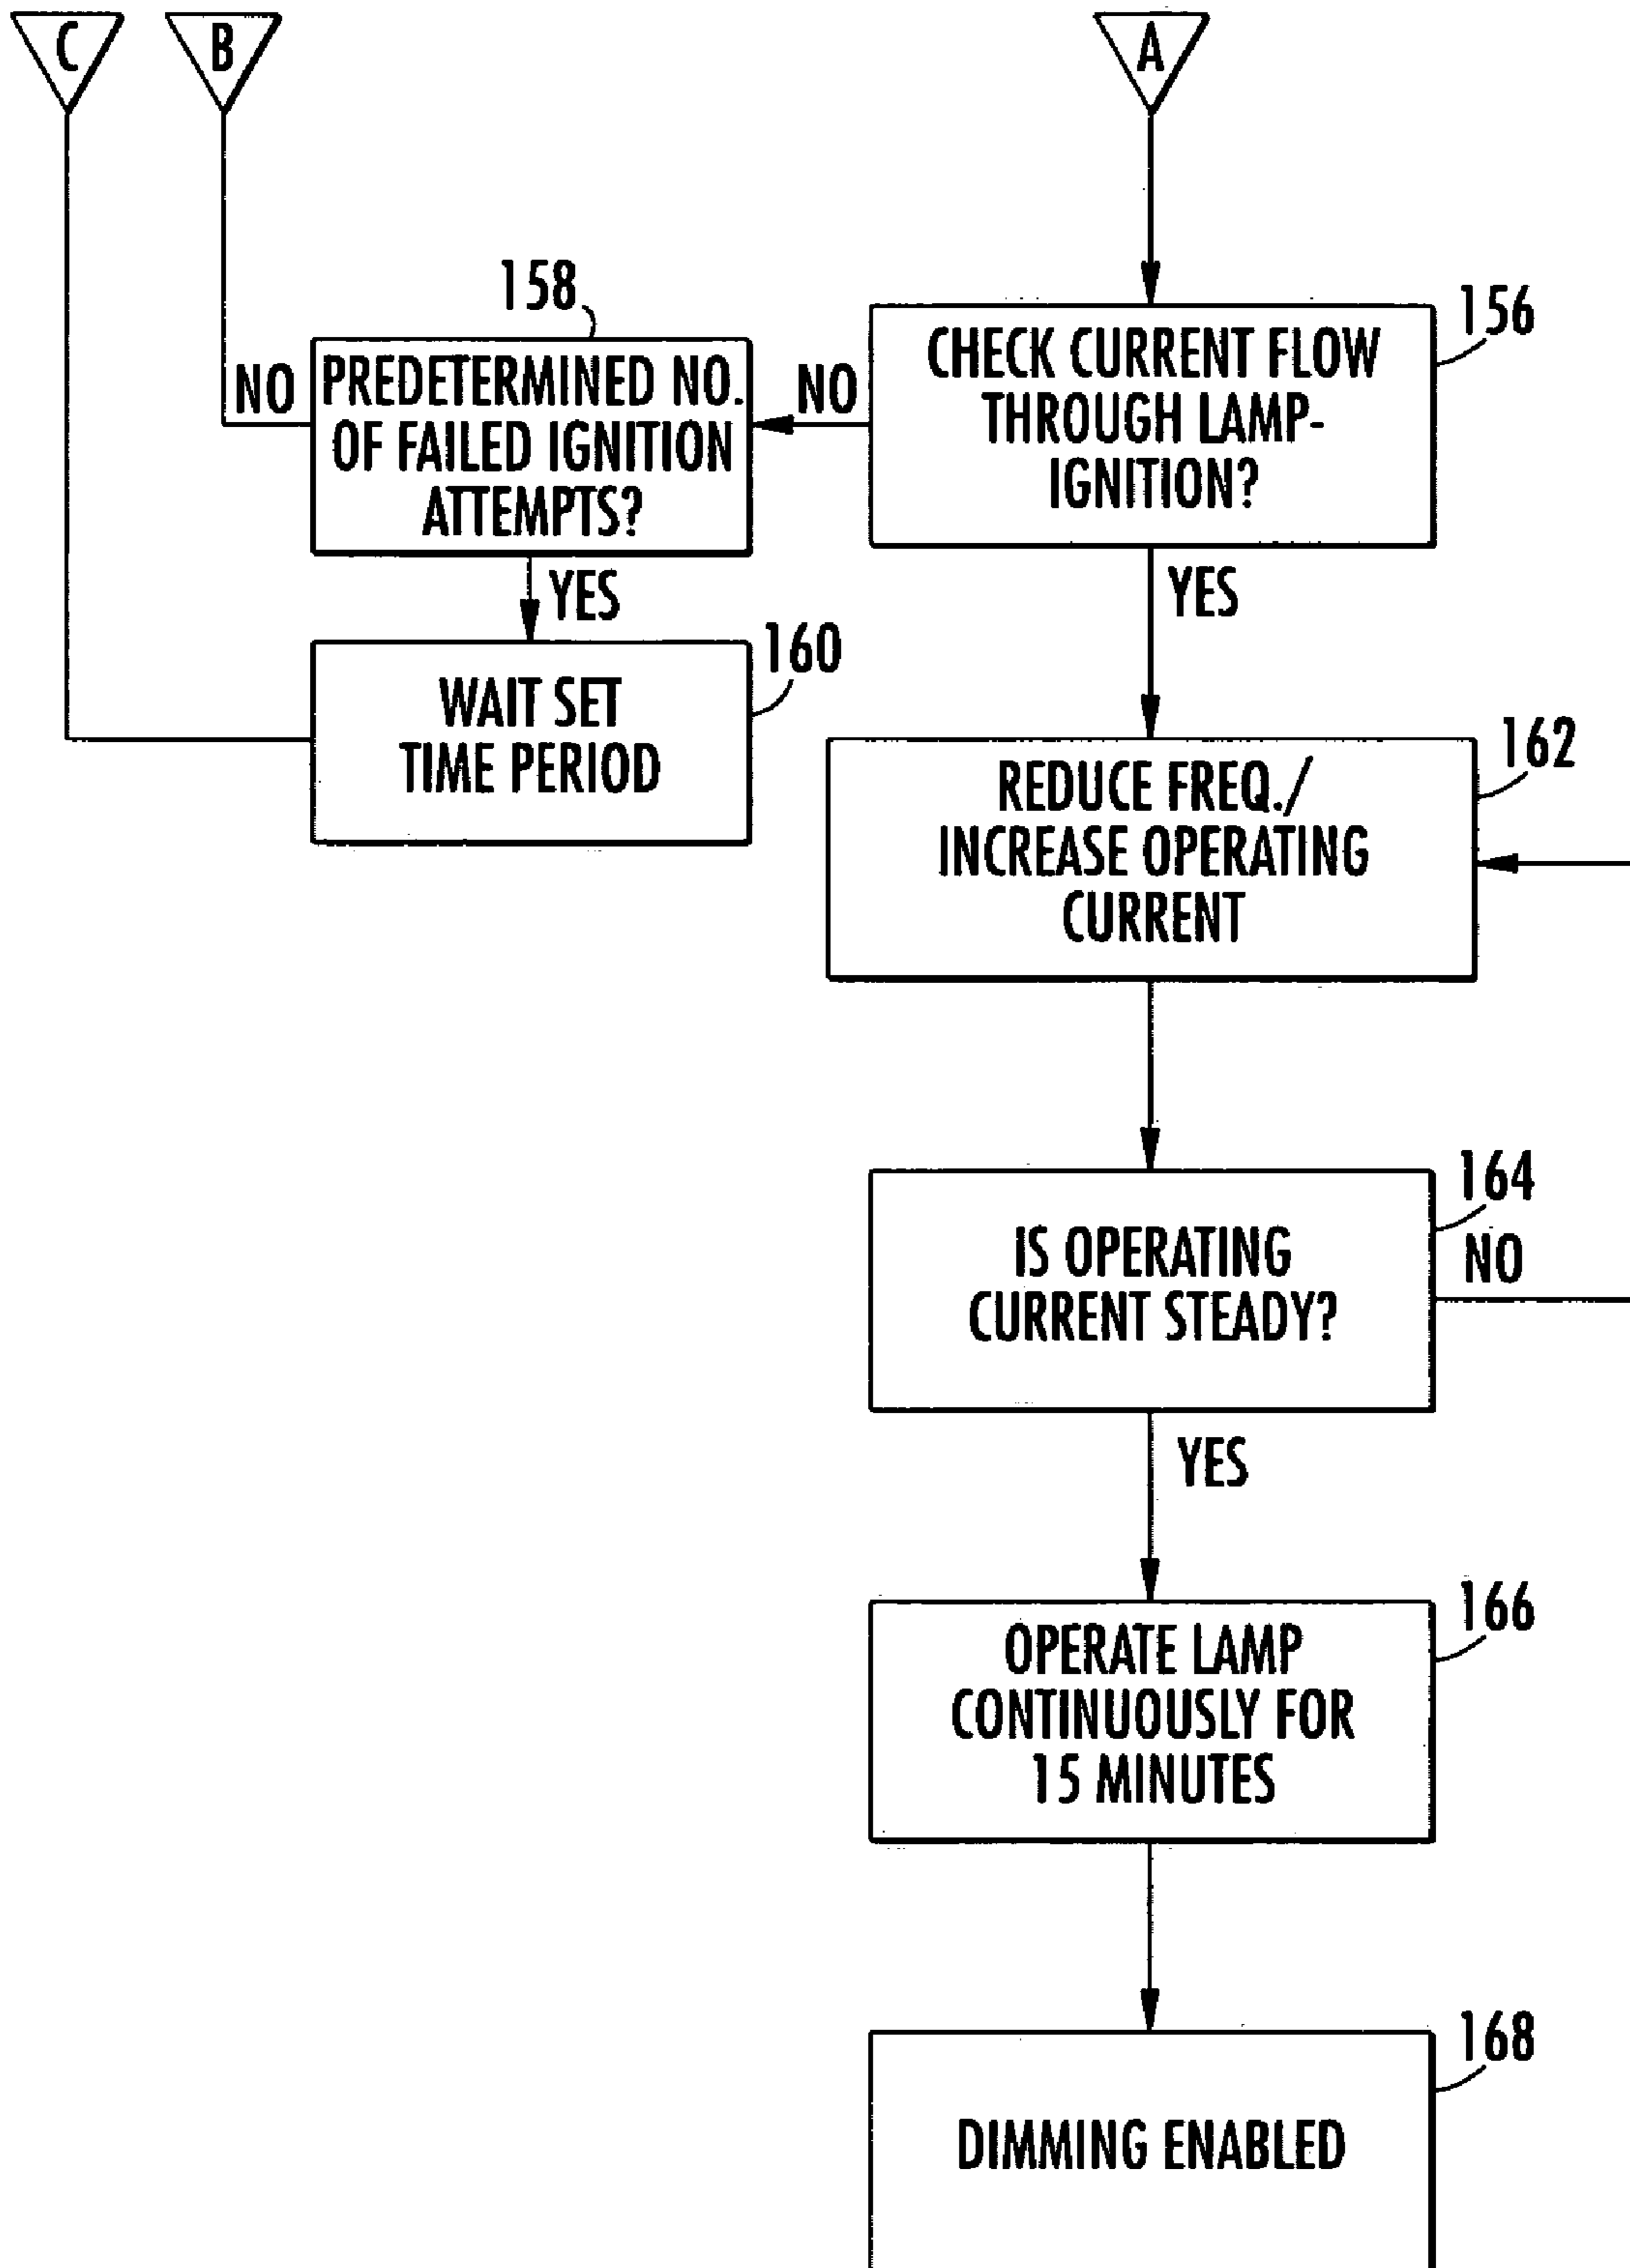 C
B
A
158
156
PREDETERMINED NO.
OF FAILED IGNITION
ATTEMPTS?
NO
NO
CHECK CURRENT FLOW
THROUGH LAMP-
IGNITION?
YES
YES
160
WAIT SET
TIME PERIOD
162
REDUCE FREQ./
INCREASE OPERATING
CURRENT
164
IS OPERATING
CURRENT STEADY?
NO
YES
166
OPERATE LAMP
CONTINUOUSLY FOR
15 MINUTES
168
DIMMING ENABLED